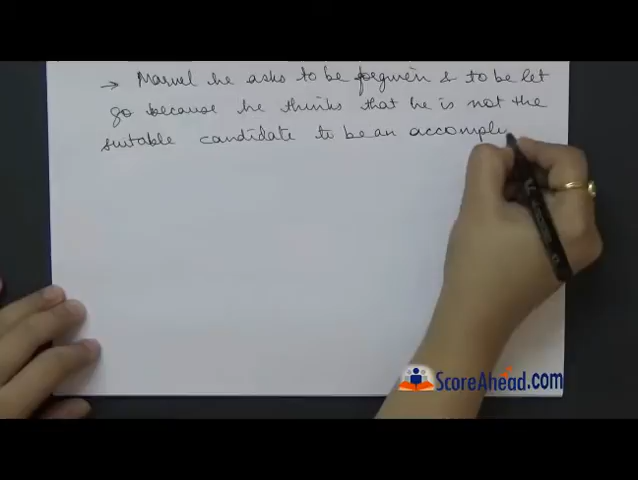 → Marvel he asks to be forgiven & to be let
go because he thinks that he is not the
suitable candidate to be an accompli
ScoreAhead.com